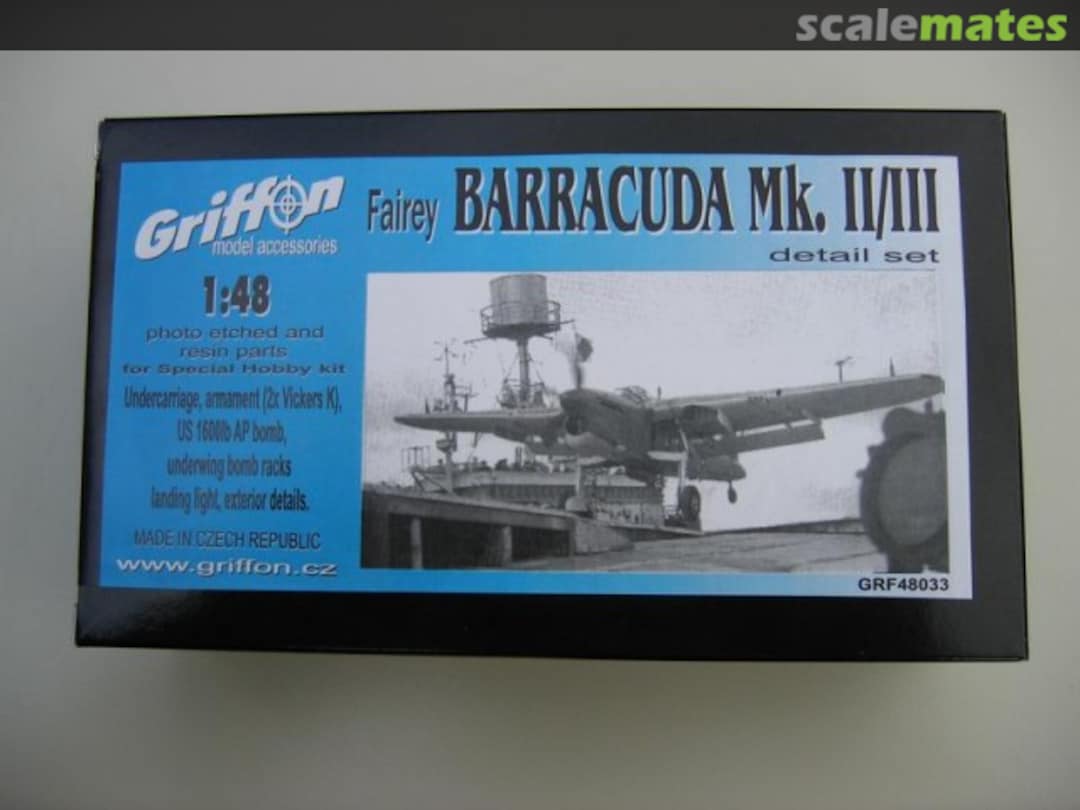 scalemates
Griffon
model accessories
Fairey BARRACUDA Mk. II/III
detail set
1:48
photo etched and
resin parts
for Special Hobby kit
Undercarriage, armament (2x Vickers K),
US 1600lb AP bomb,
underwing bomb racks
landing light, exterior details.
MADE IN CZECH REPUBLIC
www.griffon.cz
GRF48033